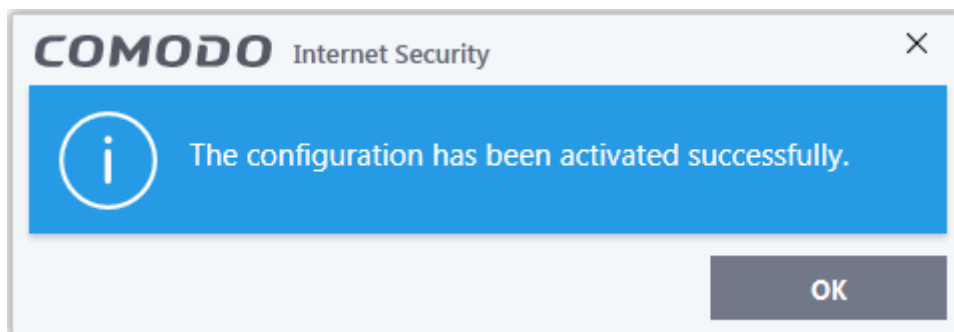 COMODO Internet Security
The configuration has been activated successfully.
OK